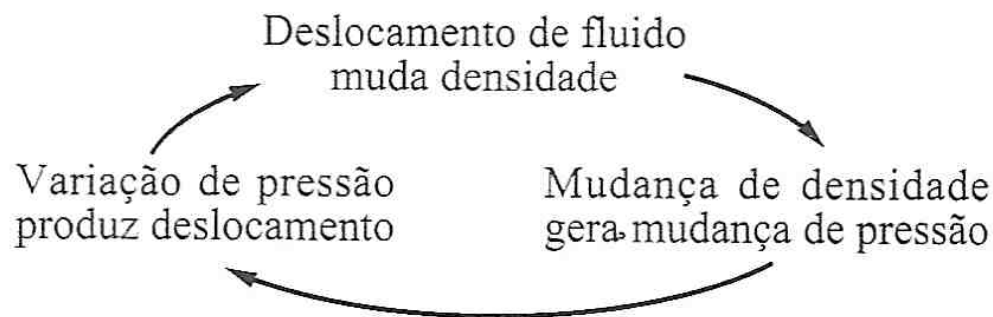 Deslocamento de fluido
muda densidade
Variação de pressão
produz deslocamento
Mudança de densidade
gera mudança de pressão